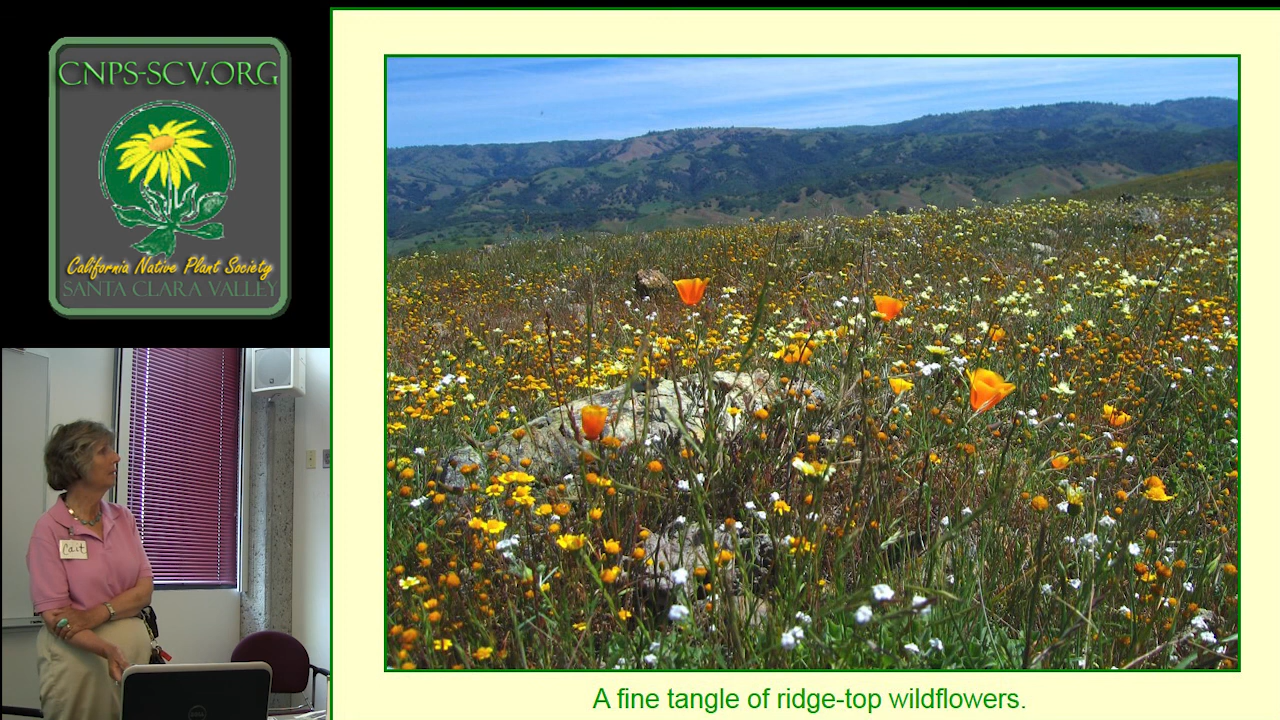 CNPS-SCV.ORG
California Native Plant Society
SANTA CLARA VALLEY
Cait
A fine tangle of ridge-top wildflowers.